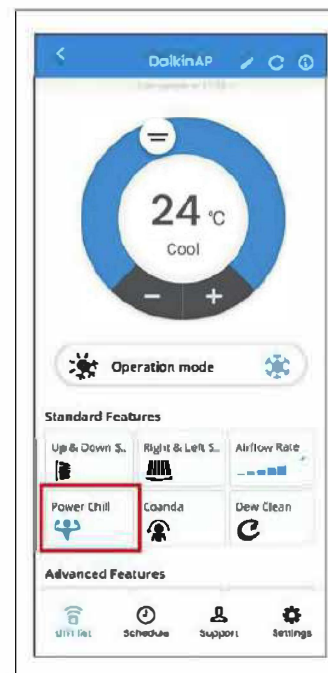 DaikinAP
24 °C
Cool
Operation mode
Standard Features
Up & Down S.. Right & Left S.. Airflow Rate
Power Chill Coanda Dew Clean
Advanced Features
Schedule Support Settings